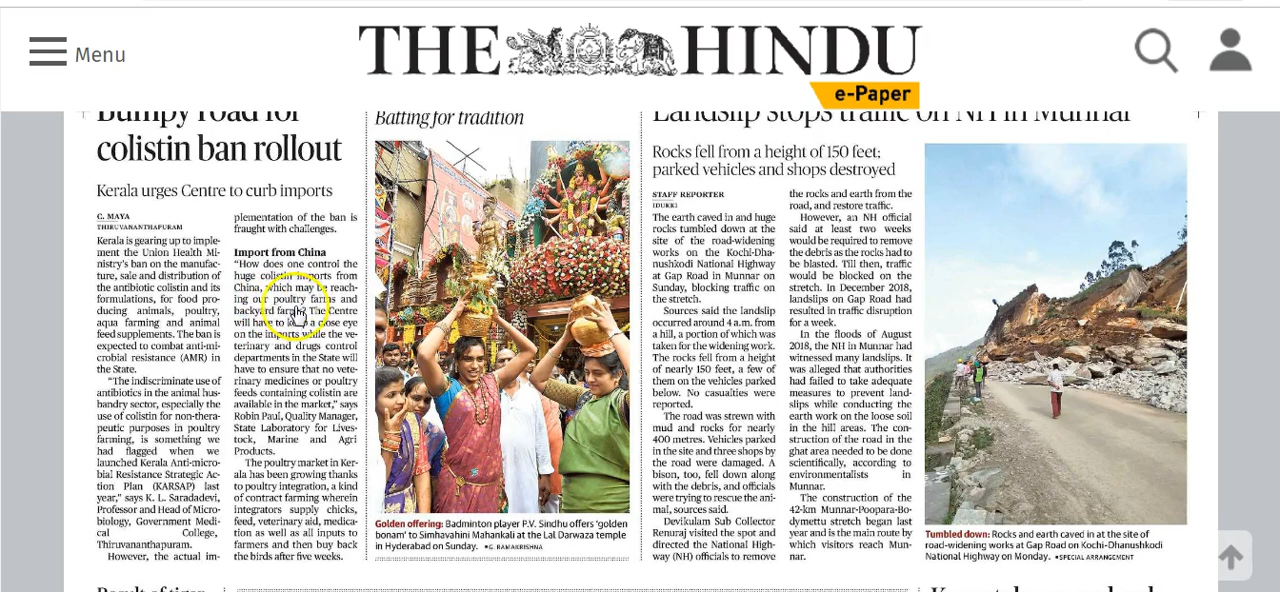 Menu
THE HINDU
e-Paper
Bumpy road for
colistin ban rollout
Kerala urges Centre to curb imports
C. MAYA
THIRUVANANTHAPURAM
Kerala is gearing up to imple-
ment the Union Health Mi-
nistry's ban on the manufac-
ture, sale and distribution of
the antibiotic colistin and its
formulations, for food pro-
ducing animals, poultry,
aqua farming and animal
feed supplements. The ban is
expected to combat anti-mi-
crobial resistance (AMR) in
the State.
"The indiscriminate use of
antibiotics in the animal hus-
bandry sector, especially the
use of colistin for non-thera-
peutic purposes in poultry
farming, is something we
had flagged when we
launched Kerala Anti-micro-
bial Resistance Strategic Ac-
tion Plan (KARSAP) last
year," says K. L. Saradadevi,
Professor and Head of Micro-
biology, Government Medi-
cal College,
Thiruvananthapuram.
However, the actual im-
plementation of the ban is
fraught with challenges.
Import from China
"How does one control the
huge colistin imports from
China, which may be reach-
ing our poultry farms and
backyard farms? The Centre
will have to keep a close eye
on the imports while the ve-
terinary and drugs control
departments in the State will
have to ensure that no vete-
rinary medicines or poultry
feeds containing colistin are
available in the market," says
Robin Paul, Quality Manager,
State Laboratory for Lives-
tock, Marine and Agri
Products.
The poultry market in Ker-
ala has been growing thanks
to poultry integration, a kind
of contract farming wherein
integrators supply chicks,
feed, veterinary aid, medica-
tion as well as all inputs to
farmers and then buy back
the birds after five weeks.
Batting for tradition
Golden offering: Badminton player P.V. Sindhu offers 'golden
bonam' to Simhavahini Mahankali at the Lal Darwaza temple
in Hyderabad on Sunday. •G. RAMAKRISHNA
Landslip stops traffic on NH in Munnar
Rocks fell from a height of 150 feet;
parked vehicles and shops destroyed
STAFF REPORTER
IDUKKI
The earth caved in and huge
rocks tumbled down at the
site of the road-widening
works on the Kochi-Dha-
nushkodi National Highway
at Gap Road in Munnar on
Sunday, blocking traffic on
the stretch.
Sources said the landslip
occurred around 4 a.m. from
a hill, a portion of which was
taken for the widening work.
The rocks fell from a height
of nearly 150 feet, a few of
them on the vehicles parked
below. No casualties were
reported.
The road was strewn with
mud and rocks for nearly
400 metres. Vehicles parked
in the site and three shops by
the road were damaged. A
bison, too, fell down along
with the debris, and officials
were trying to rescue the ani-
mal, sources said.
Devikulam Sub Collector
Renuraj visited the spot and
directed the National High-
way (NH) officials to remove
the rocks and earth from the
road, and restore traffic.
However, an NH official
said at least two weeks
would be required to remove
the debris as the rocks had to
be blasted. Till then, traffic
would be blocked on the
stretch. In December 2018,
landslips on Gap Road had
resulted in traffic disruption
for a week.
In the floods of August
2018, the NH in Munnar had
witnessed many landslips. It
was alleged that authorities
had failed to take adequate
measures to prevent land-
slips while conducting the
earth work on the loose soil
in the hill areas. The con-
struction of the road in the
ghat area needed to be done
scientifically, according to
environmentalists in
Munnar.
The construction of the
42-km Munnar-Poopara-Bo-
dymettu stretch began last
year and is the main route by
which visitors reach Mun-
nar.
Tumbled down: Rocks and earth caved in at the site of
road-widening works at Gap Road on Kochi-Dhanushkodi
National Highway on Monday. •SPECIAL ARRANGEMENT